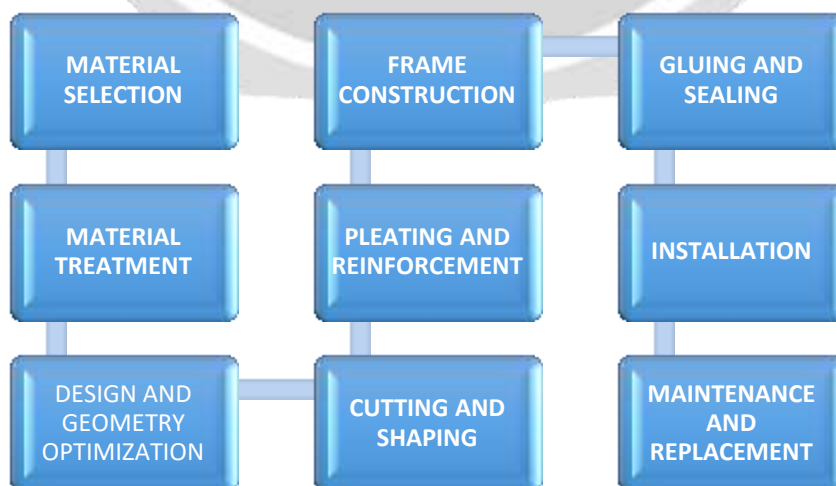 MATERIAL
SELECTION
MATERIAL
TREATMENT
DESIGN AND
GEOMETRY
OPTIMIZATION
CUTTING AND
SHAPING
PLEATING AND
REINFORCEMENT
FRAME
CONSTRUCTION
GLUING AND
SEALING
INSTALLATION
MAINTENANCE
AND
REPLACEMENT